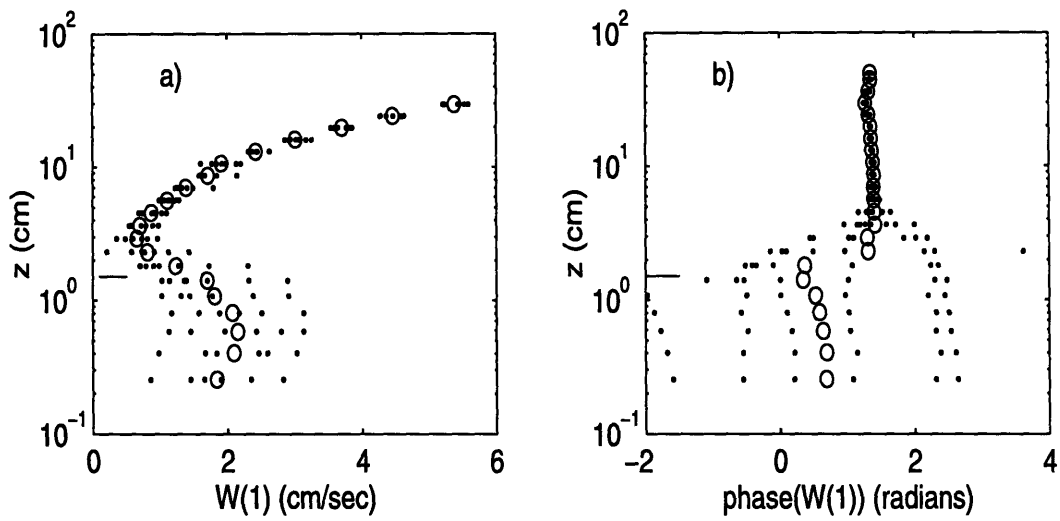 10²
10¹
10⁰
10⁻¹
z (cm)
a)
0
2
4
6
W(1) (cm/sec)
10²
10¹
10⁰
10⁻¹
z (cm)
b)
−2
0
2
4
phase(W(1)) (radians)